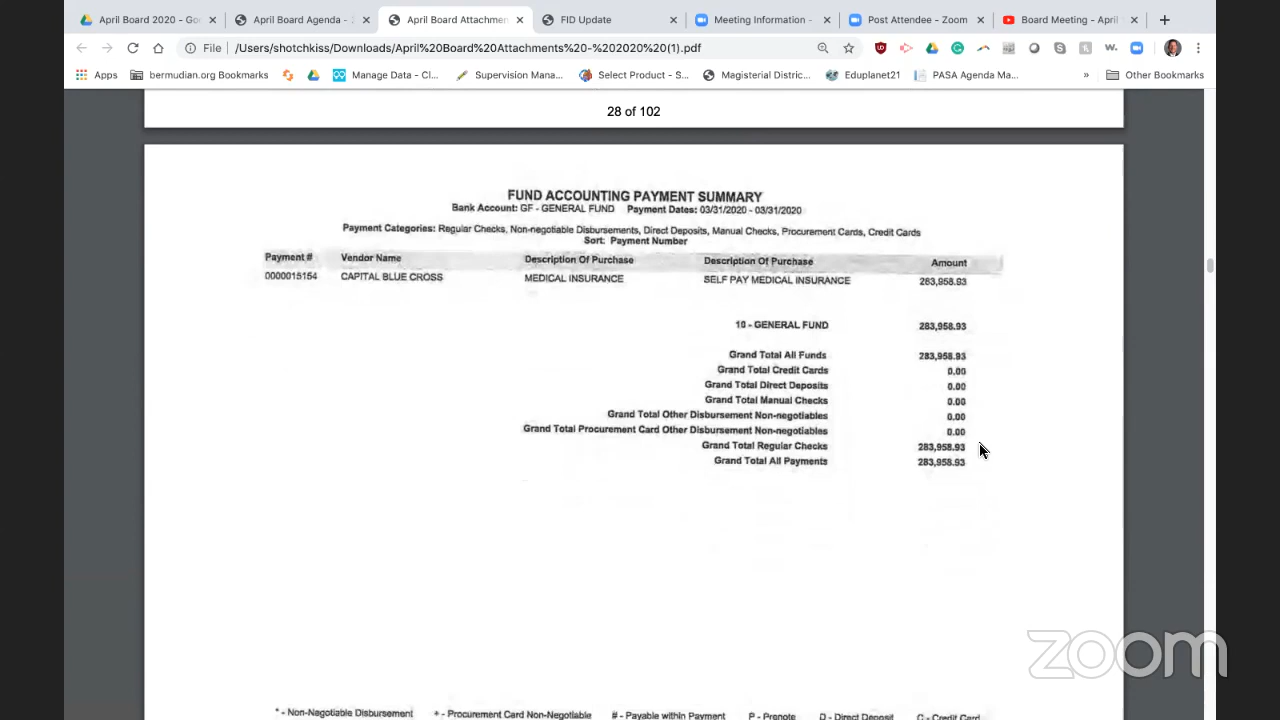 April Board 2020 - Go
April Board Agenda -
April Board Attachmen
FID Update
Meeting Information -
Post Attendee - Zoom
Board Meeting - April
File /Users/shotchkiss/Downloads/April%20Board%20Attachments%20-%202020%20(1).pdf
Apps
bermudian.org Bookmarks
Manage Data - Cl...
Supervision Mana...
Select Product - S...
Magisterial Distric...
Eduplanet21
PASA Agenda Ma...
»
Other Bookmarks
28 of 102
FUND ACCOUNTING PAYMENT SUMMARY
Bank Account: GF - GENERAL FUND Payment Dates: 03/31/2020 - 03/31/2020
Payment Categories: Regular Checks, Non-negotiable Disbursements, Direct Deposits, Manual Checks, Procurement Cards, Credit Cards
Sort: Payment Number
Payment # Vendor Name Description Of Purchase Description Of Purchase Amount
0000015154 CAPITAL BLUE CROSS MEDICAL INSURANCE SELF PAY MEDICAL INSURANCE 283,958.93
10 - GENERAL FUND 283,958.93
Grand Total All Funds 283,958.93
Grand Total Credit Cards 0.00
Grand Total Direct Deposits 0.00
Grand Total Manual Checks 0.00
Grand Total Other Disbursement Non-negotiables 0.00
Grand Total Procurement Card Other Disbursement Non-negotiables 0.00
Grand Total Regular Checks 283,958.93
Grand Total All Payments 283,958.93
* - Non-Negotiable Disbursement + - Procurement Card Non-Negotiable # - Payable within Payment P - Prenote D - Direct Deposit C - Credit Card
zoom